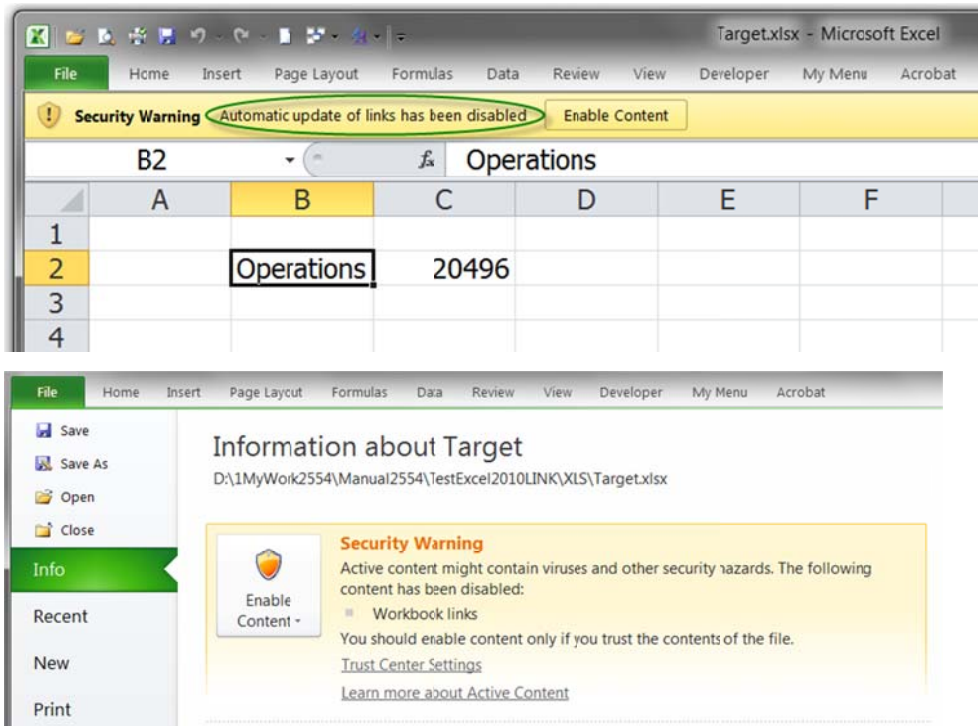 Target.xlsx - Microsoft Excel
File Home Insert Page Layout Formulas Data Review View Developer My Menu Acrobat
Security Warning Automatic update of links has been disabled Enable Content
B2 fx Operations
A B C D E F
1
2 Operations 20496
3
4
File Home Insert Page Layout Formulas Data Review View Developer My Menu Acrobat
Save
Save As
Open
Close
Info
Recent
New
Print
Information about Target
D:\1MyWork2554\Manual2554\TestExcel2010LINK\XLS\Target.xlsx
Enable
Content
Security Warning
Active content might contain viruses and other security hazards. The following
content has been disabled:
Workbook links
You should enable content only if you trust the contents of the file.
Trust Center Settings
Learn more about Active Content